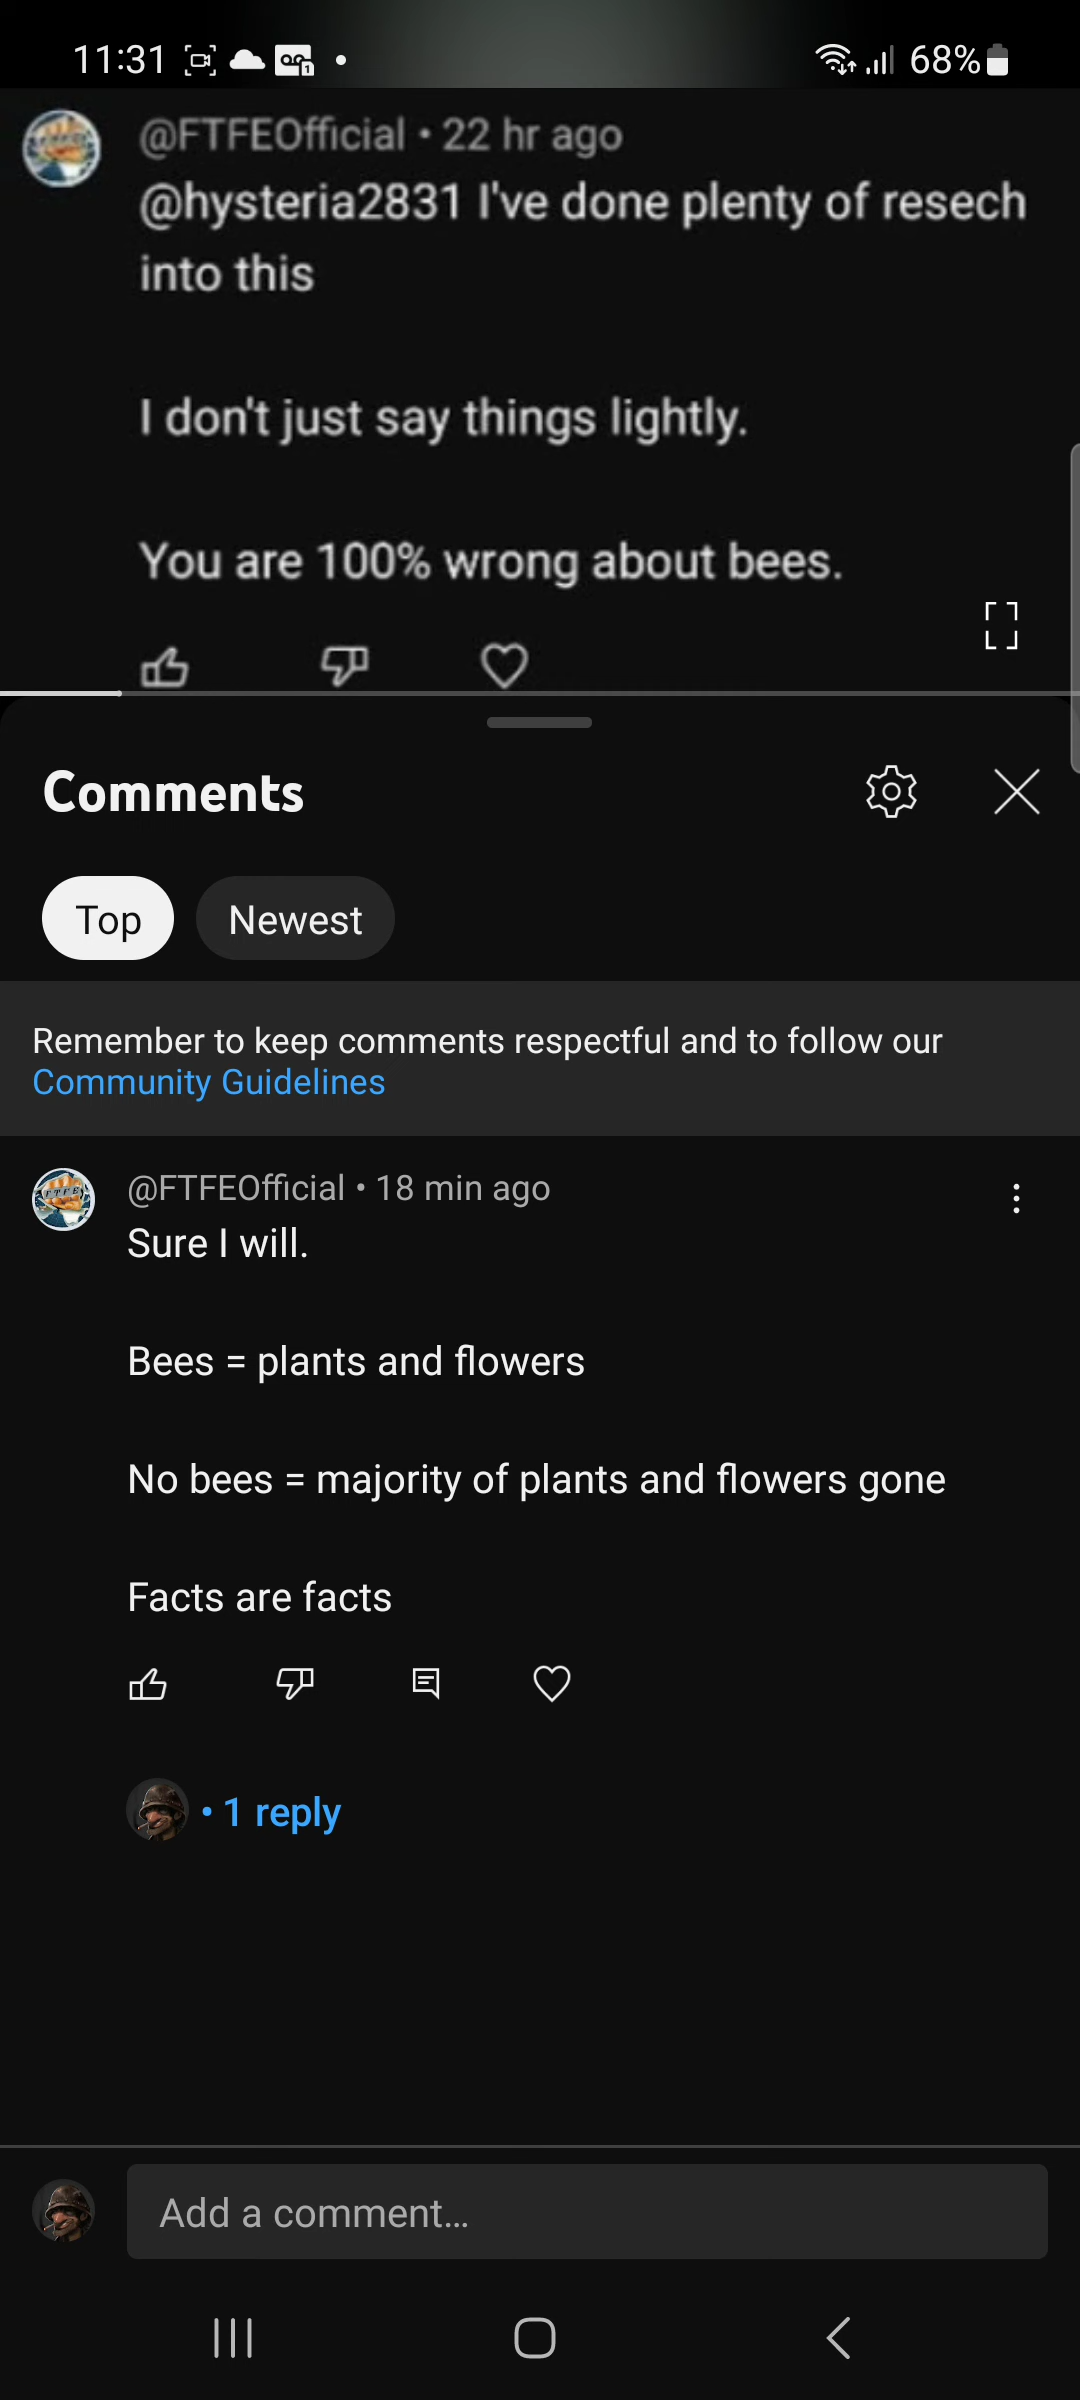 11:31 68%
@FTFEOfficial • 22 hr ago
@hysteria2831 I've done plenty of resech
into this
I don't just say things lightly.
You are 100% wrong about bees.
Comments
Top Newest
Remember to keep comments respectful and to follow our
Community Guidelines
@FTFEOfficial • 18 min ago
Sure I will.
Bees = plants and flowers
No bees = majority of plants and flowers gone
Facts are facts
• 1 reply
Add a comment...